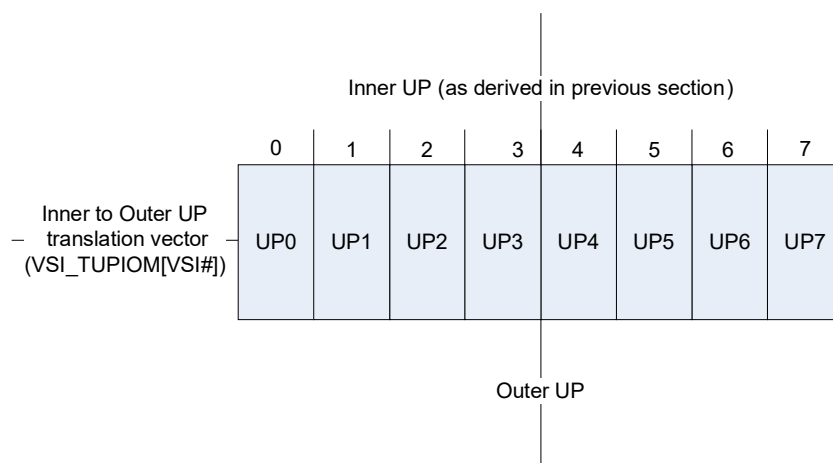 Inner UP (as derived in previous section)
0 1 2 3 4 5 6 7
Inner to Outer UP
translation vector
(VSI_TUPIOM[VSI#])
UP0 UP1 UP2 UP3 UP4 UP5 UP6 UP7
Outer UP